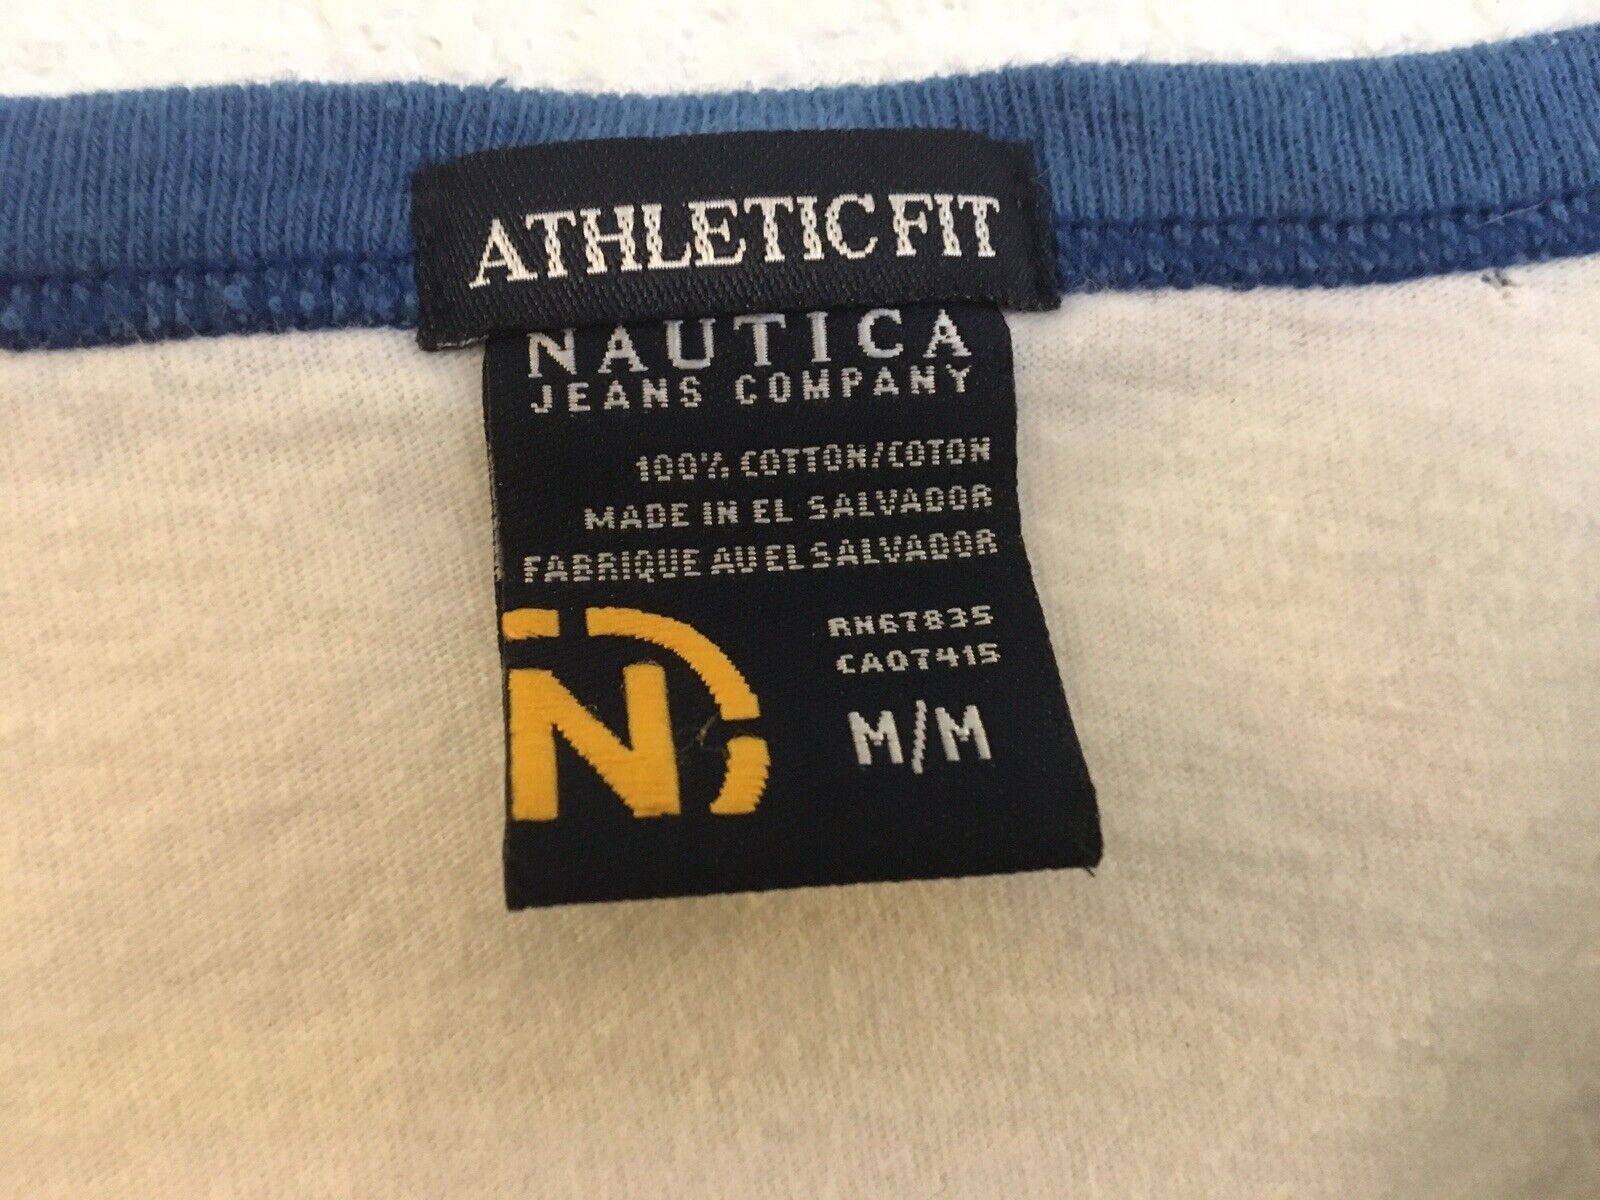 ATHLETIC FIT
NAUTICA
JEANS COMPANY
100% COTTON/COTON
MADE IN EL SALVADOR
FABRIQUE AU EL SALVADOR
RN67835
CA07415
N
M/M